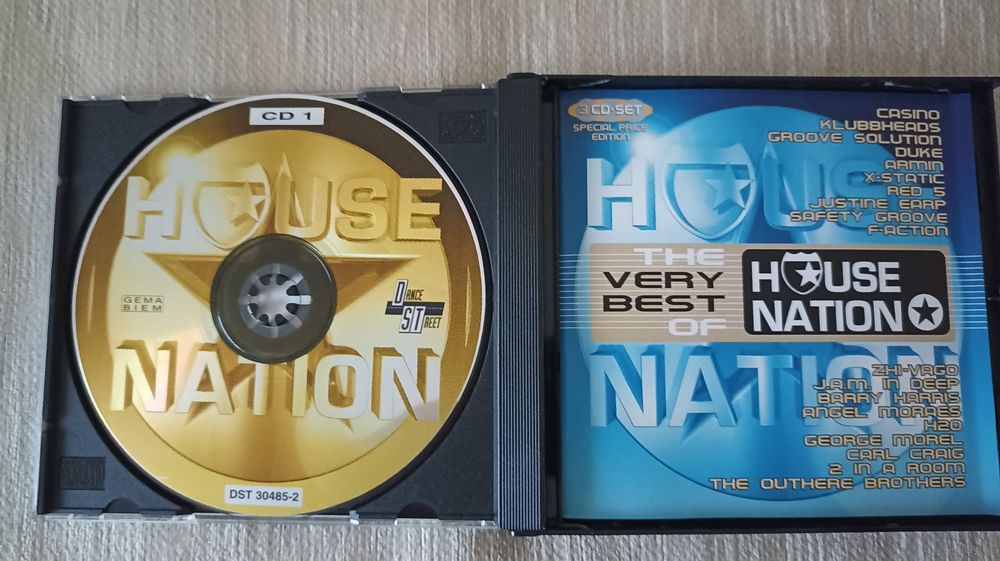 CD 1
HOUSE
GEMA
BIEM
DANCE
STREET
NATION
DST 30485-2
3 CD-SET
SPECIAL PRICE
EDITION
CASINO
KLUBBHEADS
GROOVE SOLUTION
DUKE
ARMIN
X-STATIC
RED 5
JUSTINE EARP
SAFETY GROOVE
F-ACTION
HOUSE
THE
VERY
BEST
OF
HOUSE
NATION
NATION
ZHI-VAGO
J.A.M. IN DEEP
BARRY HARRIS
ANGEL MORAES
H2O
GEORGE MOREL
CARL CRAIG
2 IN A ROOM
THE OUTHERE BROTHERS